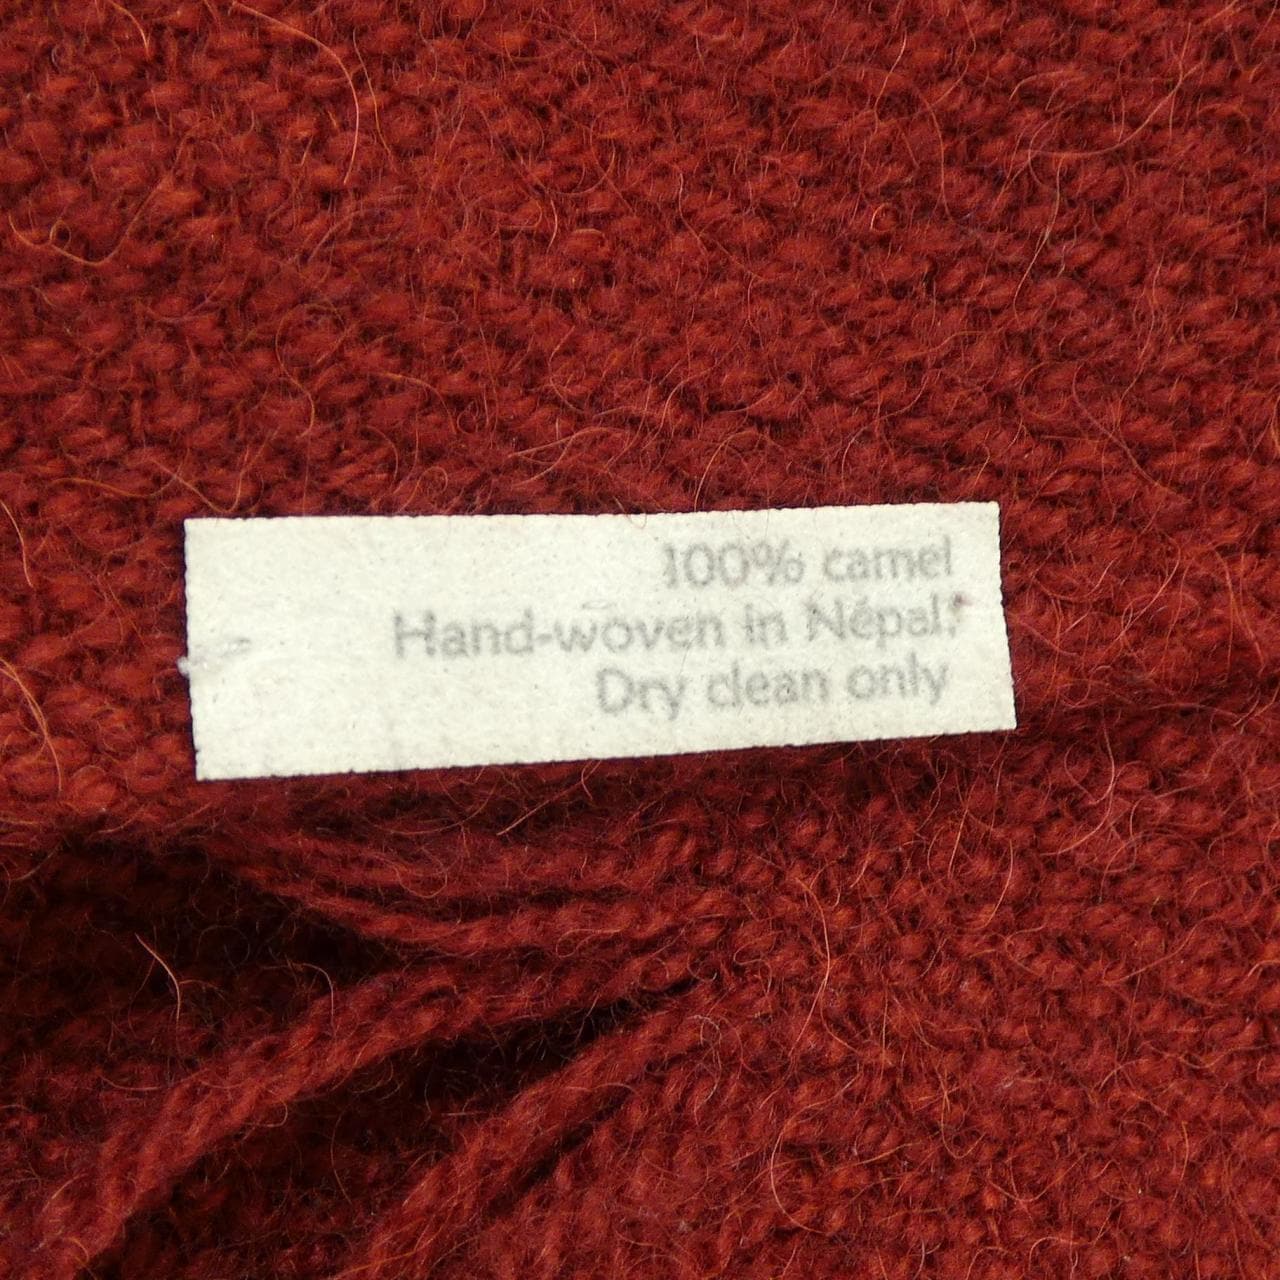 100% camel
Hand-woven in Népal.
Dry clean only